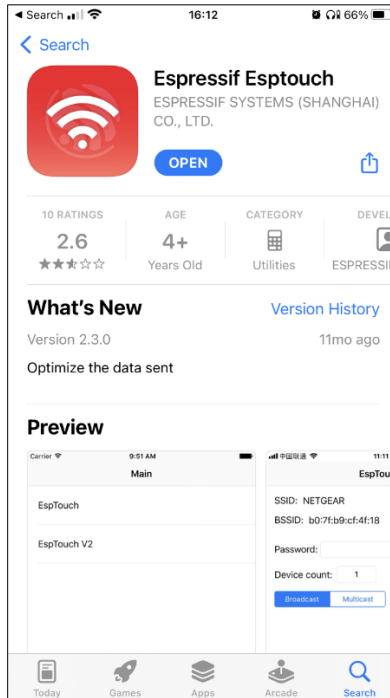 Search
16:12
66%
Search
Espressif Esptouch
ESPRESSIF SYSTEMS (SHANGHAI)
CO., LTD.
OPEN
10 RATINGS
AGE
CATEGORY
DEVEL
2.6
4+
Years Old
Utilities
ESPRESSIF
What's New
Version History
Version 2.3.0
11mo ago
Optimize the data sent
Preview
Carrier
9:51 AM
Main
EspTouch
EspTouch V2
中国联通
11:11
EspTou
SSID: NETGEAR
BSSID: b0:7f:b9:cf:4f:18
Password:
Device count: 1
Broadcast
Multicast
Today
Games
Apps
Arcade
Search